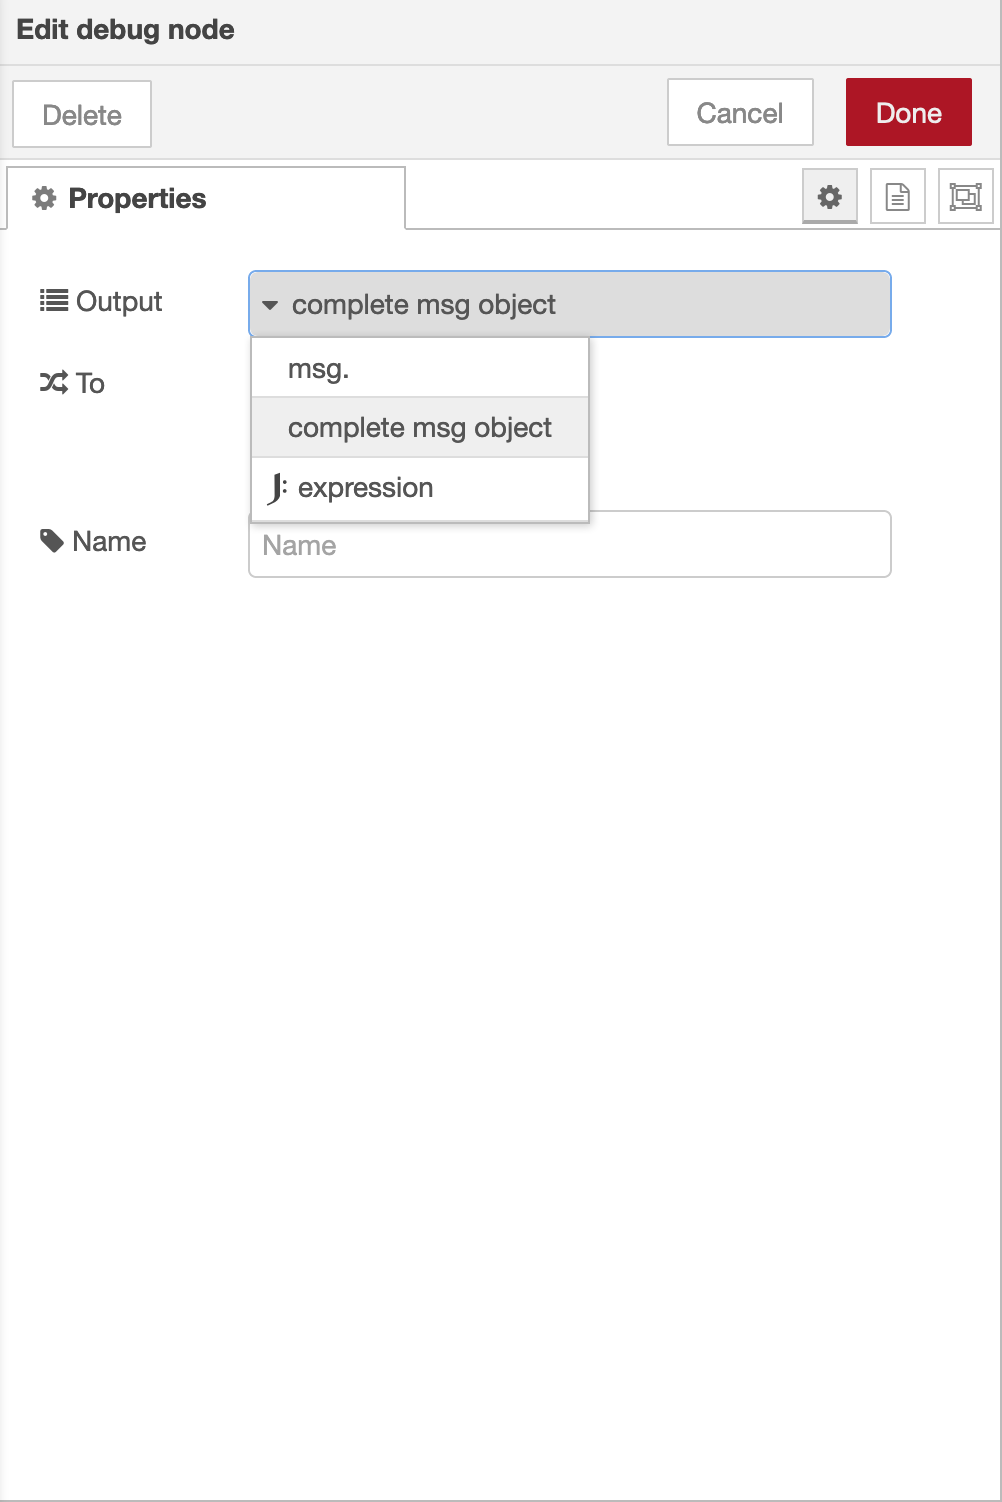 Edit debug node
Delete
Cancel
Done
Properties
Output
complete msg object
msg.
complete msg object
J: expression
To
Name
Name